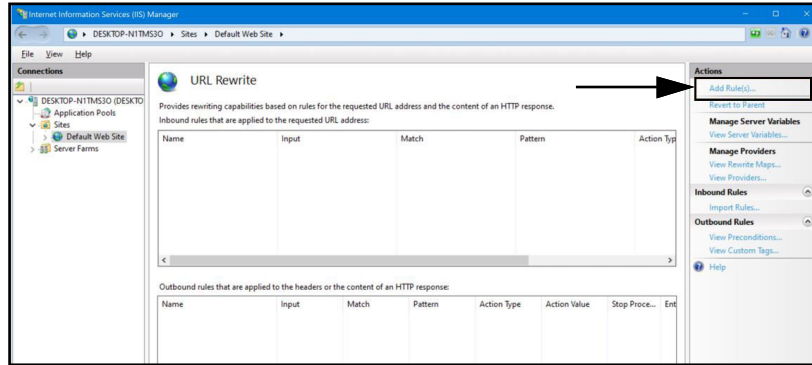 Internet Information Services (IIS) Manager
DESKTOP-N1TMS3O ▸ Sites ▸ Default Web Site ▸
File View Help
Connections
DESKTOP-N1TMS3O (DESKTO
Application Pools
Sites
Default Web Site
Server Farms
URL Rewrite
Provides rewriting capabilities based on rules for the requested URL address and the content of an HTTP response.
Inbound rules that are applied to the requested URL address:
Name Input Match Pattern Action Typ
Outbound rules that are applied to the headers or the content of an HTTP response:
Name Input Match Pattern Action Type Action Value Stop Proce... Ent
Actions
Add Rule(s)...
Revert to Parent
Manage Server Variables
View Server Variables...
Manage Providers
View Rewrite Maps...
View Providers...
Inbound Rules
Import Rules...
Outbound Rules
View Preconditions...
View Custom Tags...
Help